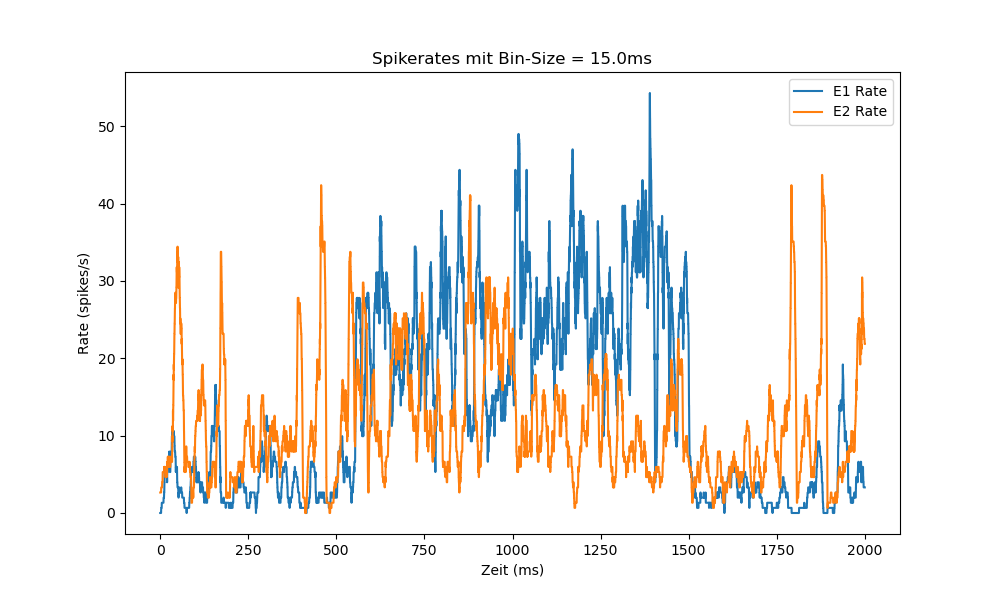 Spikerates mit Bin-Size = 15.0ms
E1 Rate
E2 Rate
50
40
30
20
10
0
Rate (spikes/s)
0 250 500 750 1000 1250 1500 1750 2000
Zeit (ms)